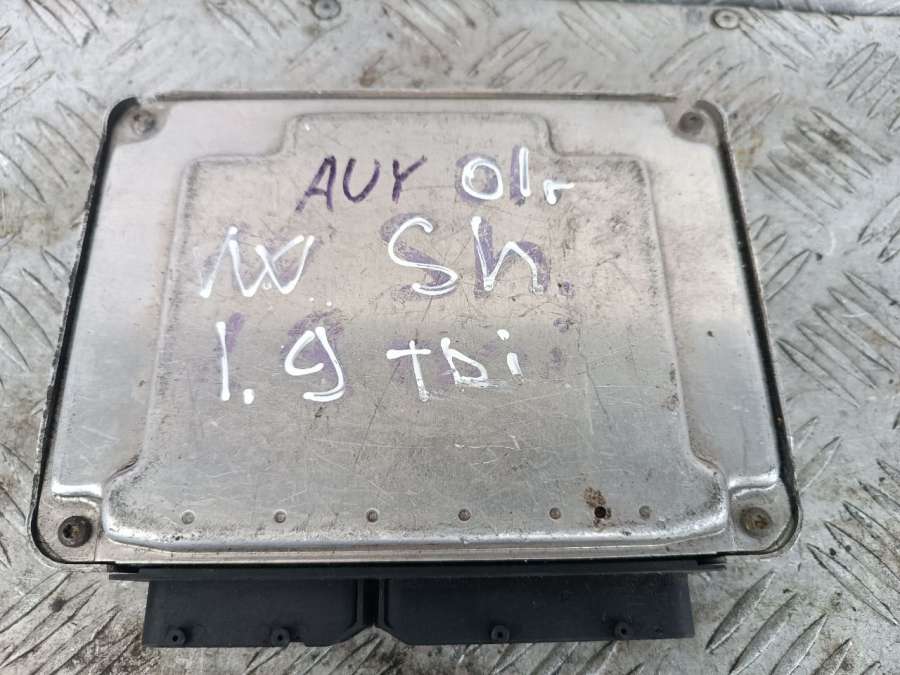 AUY 01r
VW Sh.
1.9 TDi